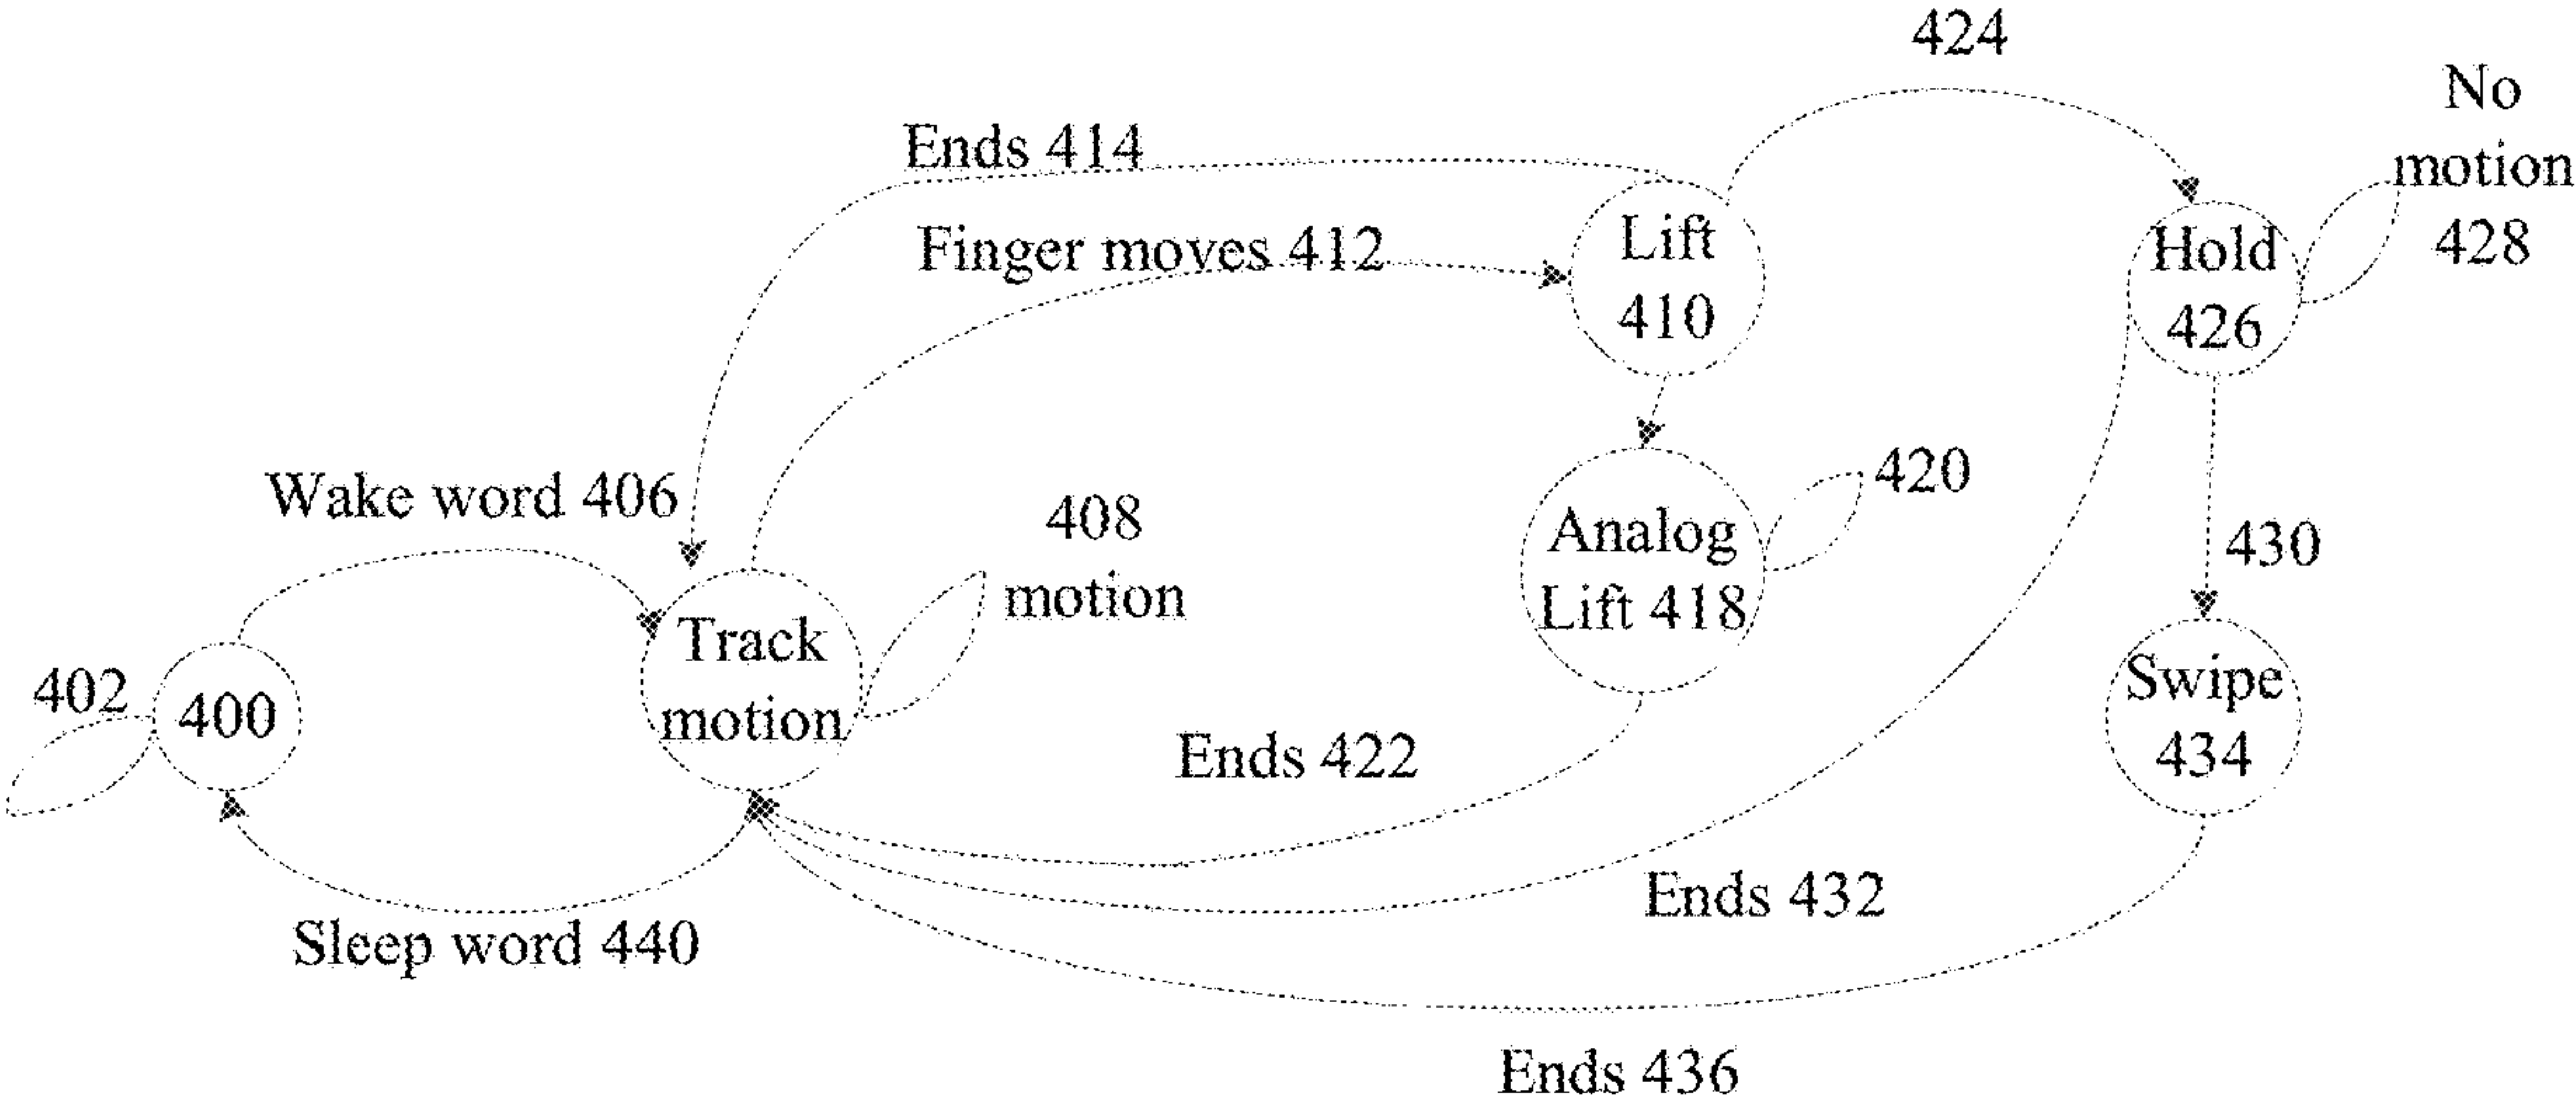 424
No
motion
428
Ends 414
Finger moves 412
Lift
410
Hold
426
Wake word 406
408
motion
Analog
Lift 418
420
430
Track
motion
402
400
Swipe
434
Ends 422
Ends 432
Sleep word 440
Ends 436